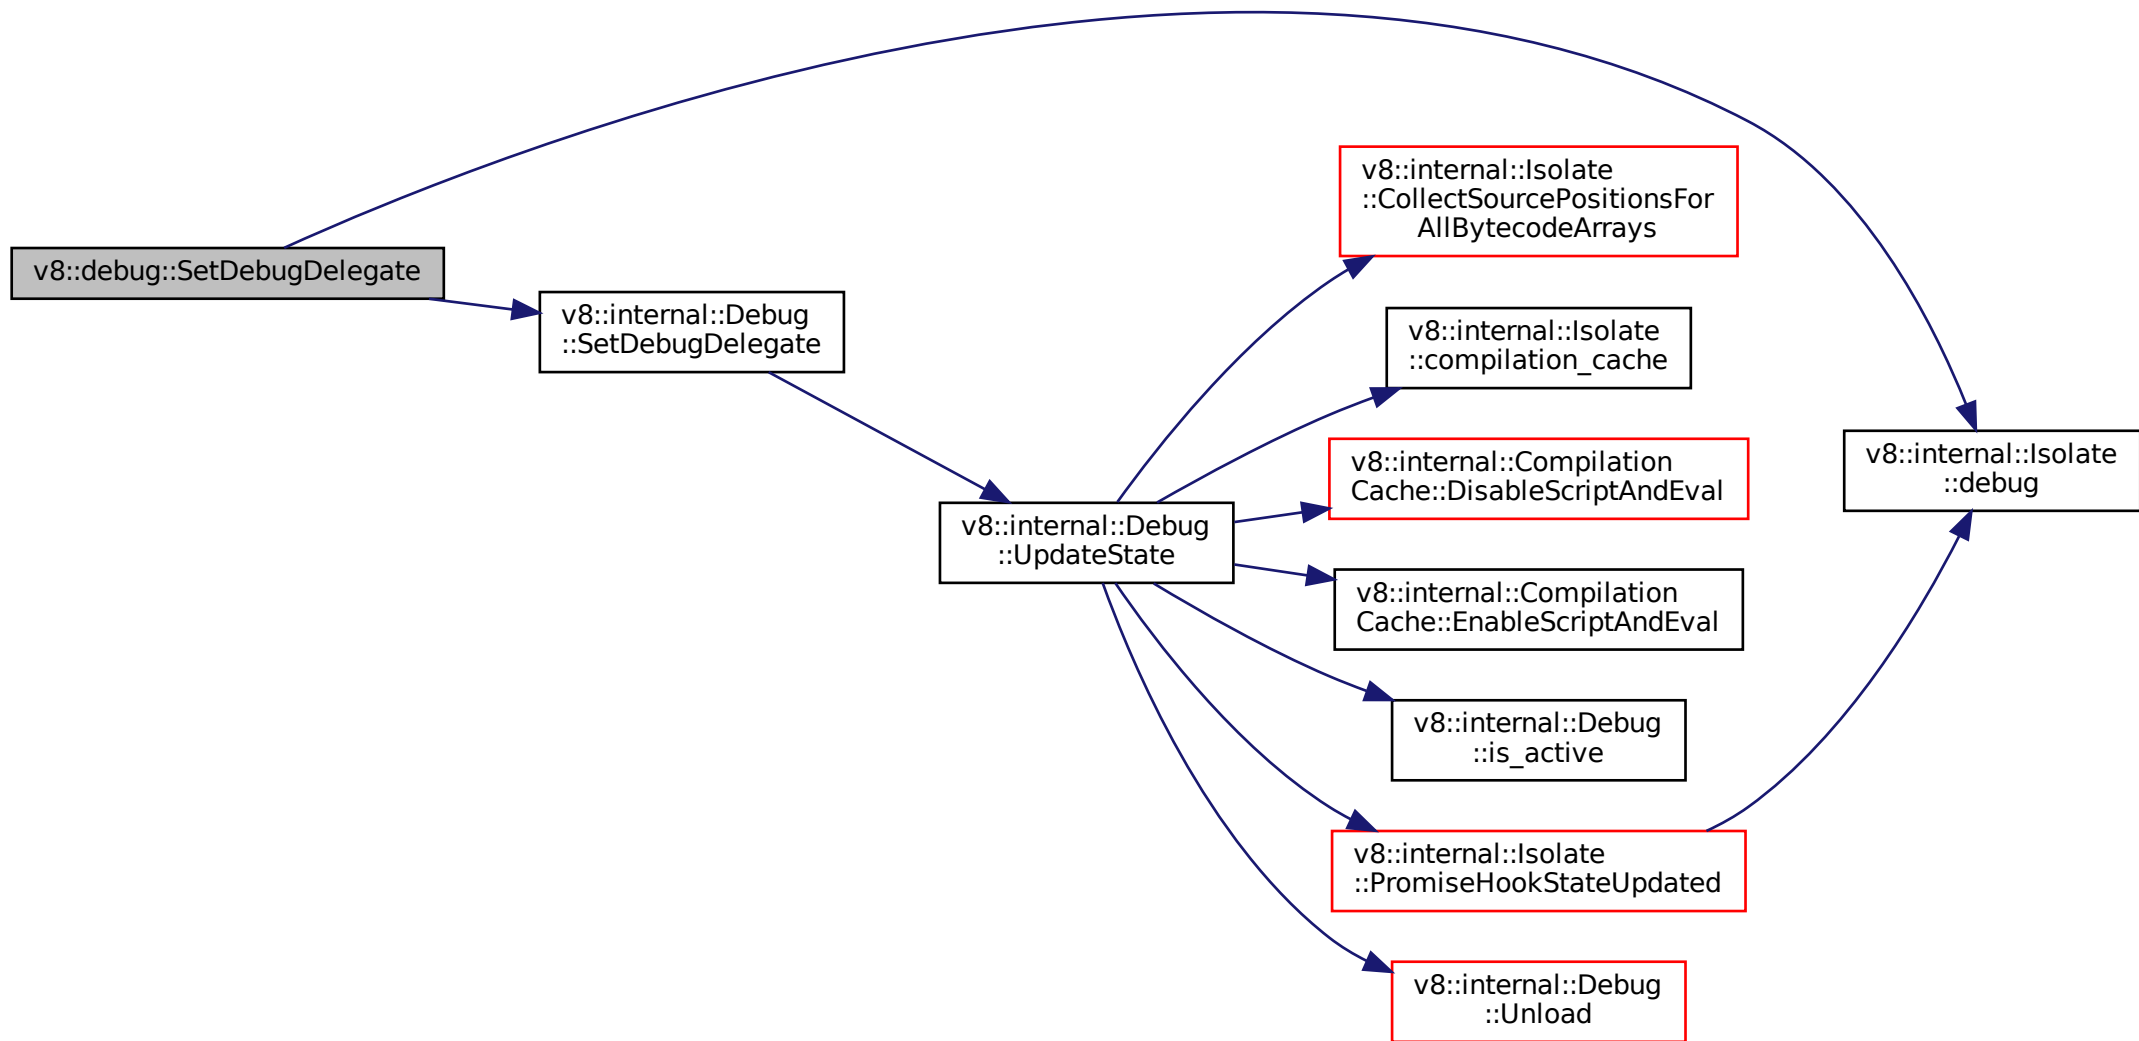 v8::debug::SetDebugDelegate
v8::internal::Debug
::SetDebugDelegate
v8::internal::Debug
::UpdateState
v8::internal::Isolate
::CollectSourcePositionsFor
AllBytecodeArrays
v8::internal::Isolate
::compilation_cache
v8::internal::Compilation
Cache::DisableScriptAndEval
v8::internal::Compilation
Cache::EnableScriptAndEval
v8::internal::Debug
::is_active
v8::internal::Isolate
::PromiseHookStateUpdated
v8::internal::Debug
::Unload
v8::internal::Isolate
::debug